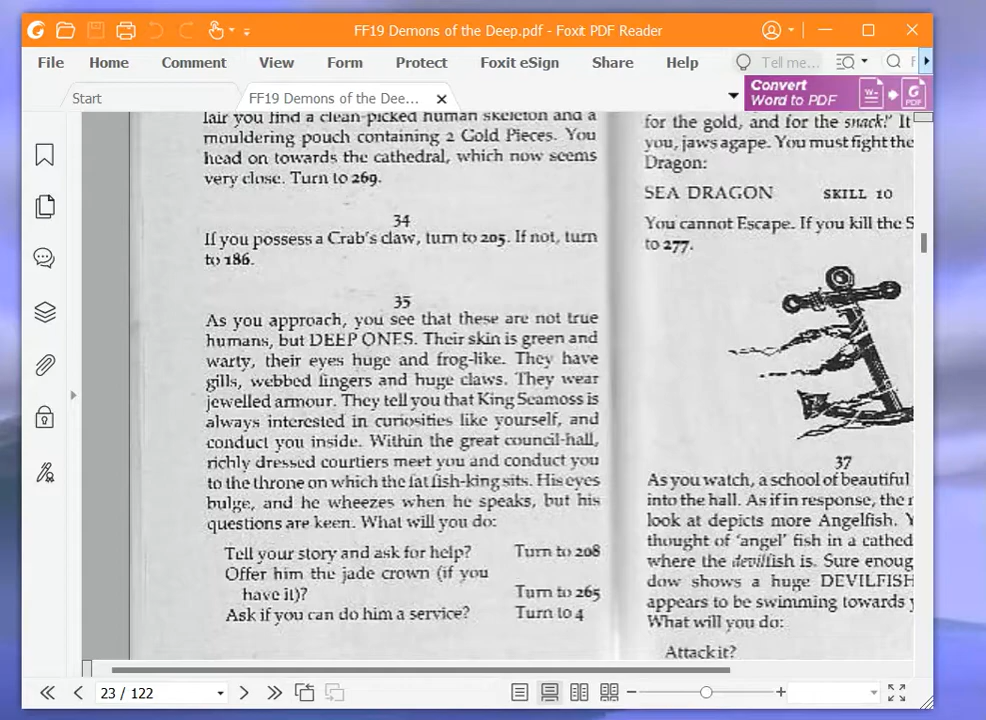 FF19 Demons of the Deep.pdf - Foxit PDF Reader
File Home Comment View Form Protect Foxit eSign Share Help Tell me... F
Start
FF19 Demons of the Dee...
Convert
Word to PDF
lair you find a clean-picked human skeleton and a
mouldering pouch containing 2 Gold Pieces. You
head on towards the cathedral, which now seems
very close. Turn to 269.
34
If you possess a Crab's claw, turn to 205. If not, turn
to 186.
35
As you approach, you see that these are not true
humans, but DEEP ONES. Their skin is green and
warty, their eyes huge and frog-like. They have
gills, webbed fingers and huge claws. They wear
jewelled armour. They tell you that King Seamoss is
always interested in curiosities like yourself, and
conduct you inside. Within the great council-hall,
richly dressed courtiers meet you and conduct you
to the throne on which the fat fish-king sits. His eyes
bulge, and he wheezes when he speaks, but his
questions are keen. What will you do:
Tell your story and ask for help? Turn to 208
Offer him the jade crown (if you
have it)? Turn to 265
Ask if you can do him a service? Turn to 4
for the gold, and for the snack!' It
you, jaws agape. You must fight the
Dragon:
SEA DRAGON SKILL 10
You cannot Escape. If you kill the S
to 277.
37
As you watch, a school of beautiful
into the hall. As if in response, the
look at depicts more Angelfish. Y
thought of 'angel' fish in a cathed
where the devilfish is. Sure enoug
dow shows a huge DEVILFISH
appears to be swimming towards y
What will you do:
Attack it?
23 / 122